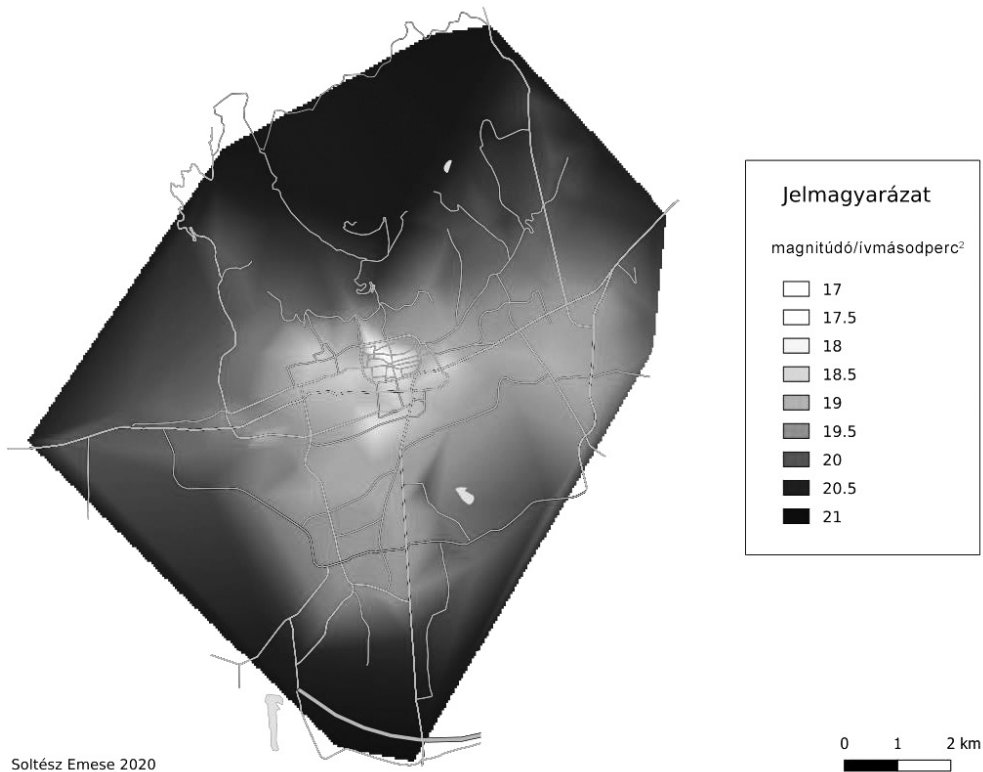 Jelmagyarázat
magnitúdó/ívmásodperc²
17
17.5
18
18.5
19
19.5
20
20.5
21
Soltész Emese 2020
0 1 2 km